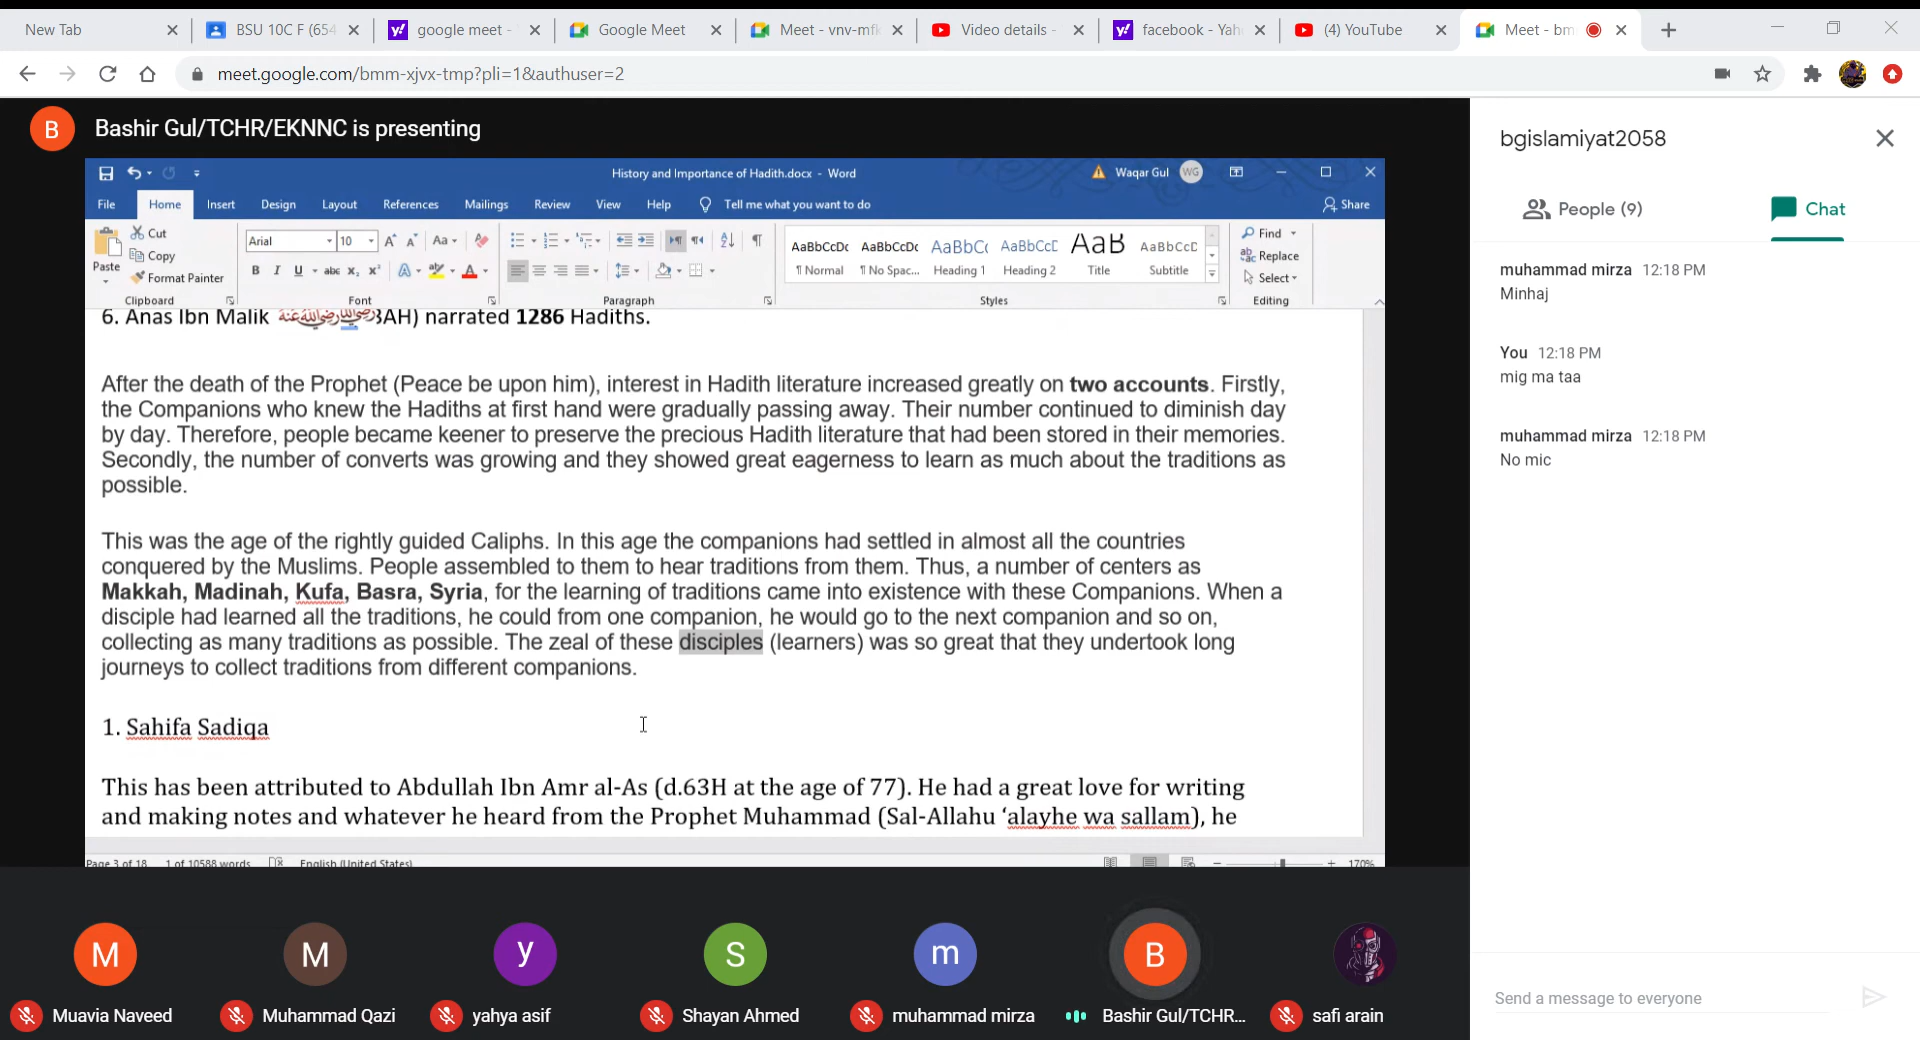 New Tab
BSU 10C F (654
google meet -
Google Meet
Meet - vnv-mfk
Video details -
facebook - Yah
(4) YouTube
Meet - bm
meet.google.com/bmm-xjvx-tmp?pli=1&authuser=2
B
Bashir Gul/TCHR/EKNNC is presenting
History and Importance of Hadith.docx - Word
Waqar Gul
WG
File
Home
Insert
Design
Layout
References
Mailings
Review
View
Help
Tell me what you want to do
Share
Paste
Cut
Copy
Format Painter
Clipboard
Arial
10
Font
Paragraph
AaBbCcDc
AaBbCcDc
AaBbC
AaBbCcE
AaB
AaBbCcD
¶ Normal
¶ No Spac...
Heading 1
Heading 2
Title
Subtitle
Styles
Find
Replace
Select
Editing
6. Anas Ibn Malik
AH) narrated 1286 Hadiths.
After the death of the Prophet (Peace be upon him), interest in Hadith literature increased greatly on two accounts. Firstly,
the Companions who knew the Hadiths at first hand were gradually passing away. Their number continued to diminish day
by day. Therefore, people became keener to preserve the precious Hadith literature that had been stored in their memories.
Secondly, the number of converts was growing and they showed great eagerness to learn as much about the traditions as
possible.
This was the age of the rightly guided Caliphs. In this age the companions had settled in almost all the countries
conquered by the Muslims. People assembled to them to hear traditions from them. Thus, a number of centers as
Makkah, Madinah, Kufa, Basra, Syria, for the learning of traditions came into existence with these Companions. When a
disciple had learned all the traditions, he could from one companion, he would go to the next companion and so on,
collecting as many traditions as possible. The zeal of these disciples (learners) was so great that they undertook long
journeys to collect traditions from different companions.
1. Sahifa Sadiqa
This has been attributed to Abdullah Ibn Amr al-As (d.63H at the age of 77). He had a great love for writing
and making notes and whatever he heard from the Prophet Muhammad (Sal-Allahu ‘alayhe wa sallam), he
Page 3 of 18
1 of 10588 words
English (United States)
170%
M
Muavia Naveed
M
Muhammad Qazi
y
yahya asif
S
Shayan Ahmed
m
muhammad mirza
B
Bashir Gul/TCHR...
safi arain
bgislamiyat2058
People (9)
Chat
muhammad mirza 12:18 PM
Minhaj
You 12:18 PM
mig ma taa
muhammad mirza 12:18 PM
No mic
Send a message to everyone